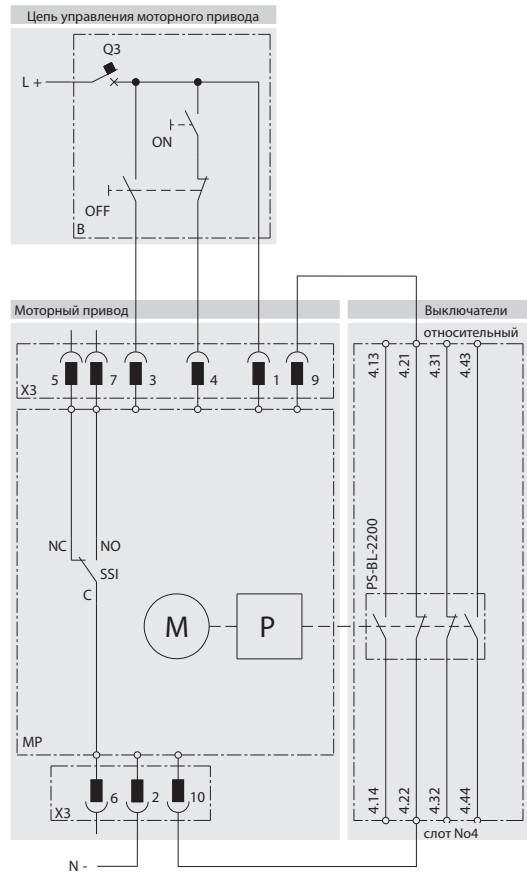 Цепь управления моторного привода
Q3
L +
ON
OFF
B
Моторный привод
Выключатели
относительный
5 7 3 4 1 9
X3
4.13 4.21 4.31 4.43
PS-BL-2200
NC NO
SSI
C
M P
MP
6 2 10
X3
4.14 4.22 4.32 4.44
слот No4
N -